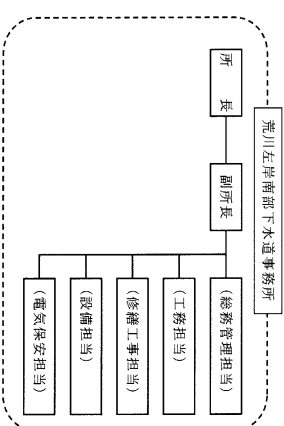 荒川左岸南部下水道事務所
所　長
副所長
（総務管理担当）
（工務担当）
（修繕工事担当）
（設備担当）
（電気保安担当）